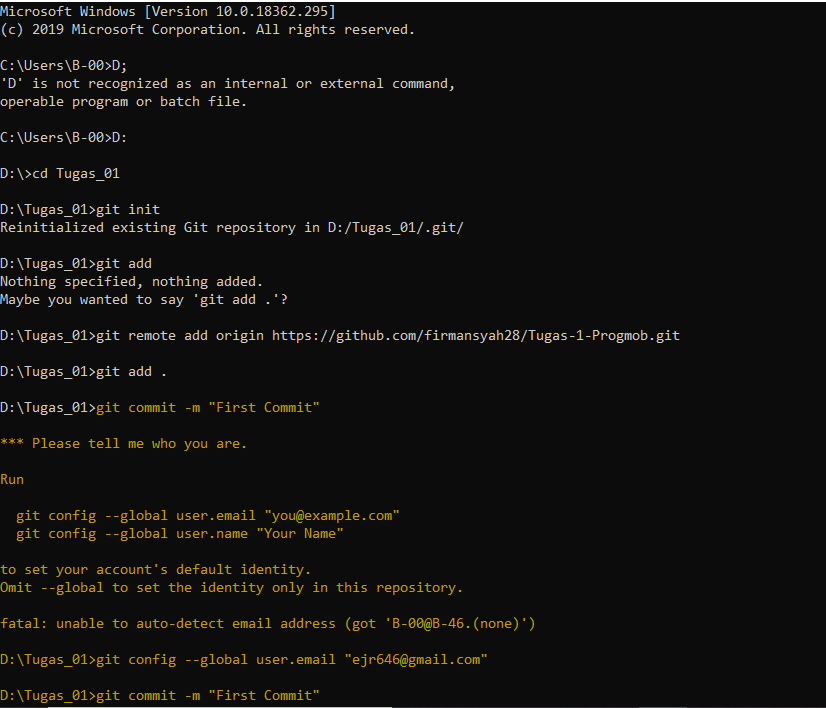 Microsoft Windows [Version 10.0.18362.295]
(c) 2019 Microsoft Corporation. All rights reserved.
C:\Users\B-00>D;
'D' is not recognized as an internal or external command,
operable program or batch file.
C:\Users\B-00>D:
D:\>cd Tugas_01
D:\Tugas_01>git init
Reinitialized existing Git repository in D:/Tugas_01/.git/
D:\Tugas_01>git add
Nothing specified, nothing added.
Maybe you wanted to say 'git add .'?
D:\Tugas_01>git remote add origin https://github.com/firmansyah28/Tugas-1-Progmob.git
D:\Tugas_01>git add .
D:\Tugas_01>git commit -m "First Commit"
*** Please tell me who you are.
Run
  git config --global user.email "you@example.com"
  git config --global user.name "Your Name"
to set your account's default identity.
Omit --global to set the identity only in this repository.
fatal: unable to auto-detect email address (got 'B-00@B-46.(none)')
D:\Tugas_01>git config --global user.email "ejr646@gmail.com"
D:\Tugas_01>git commit -m "First Commit"